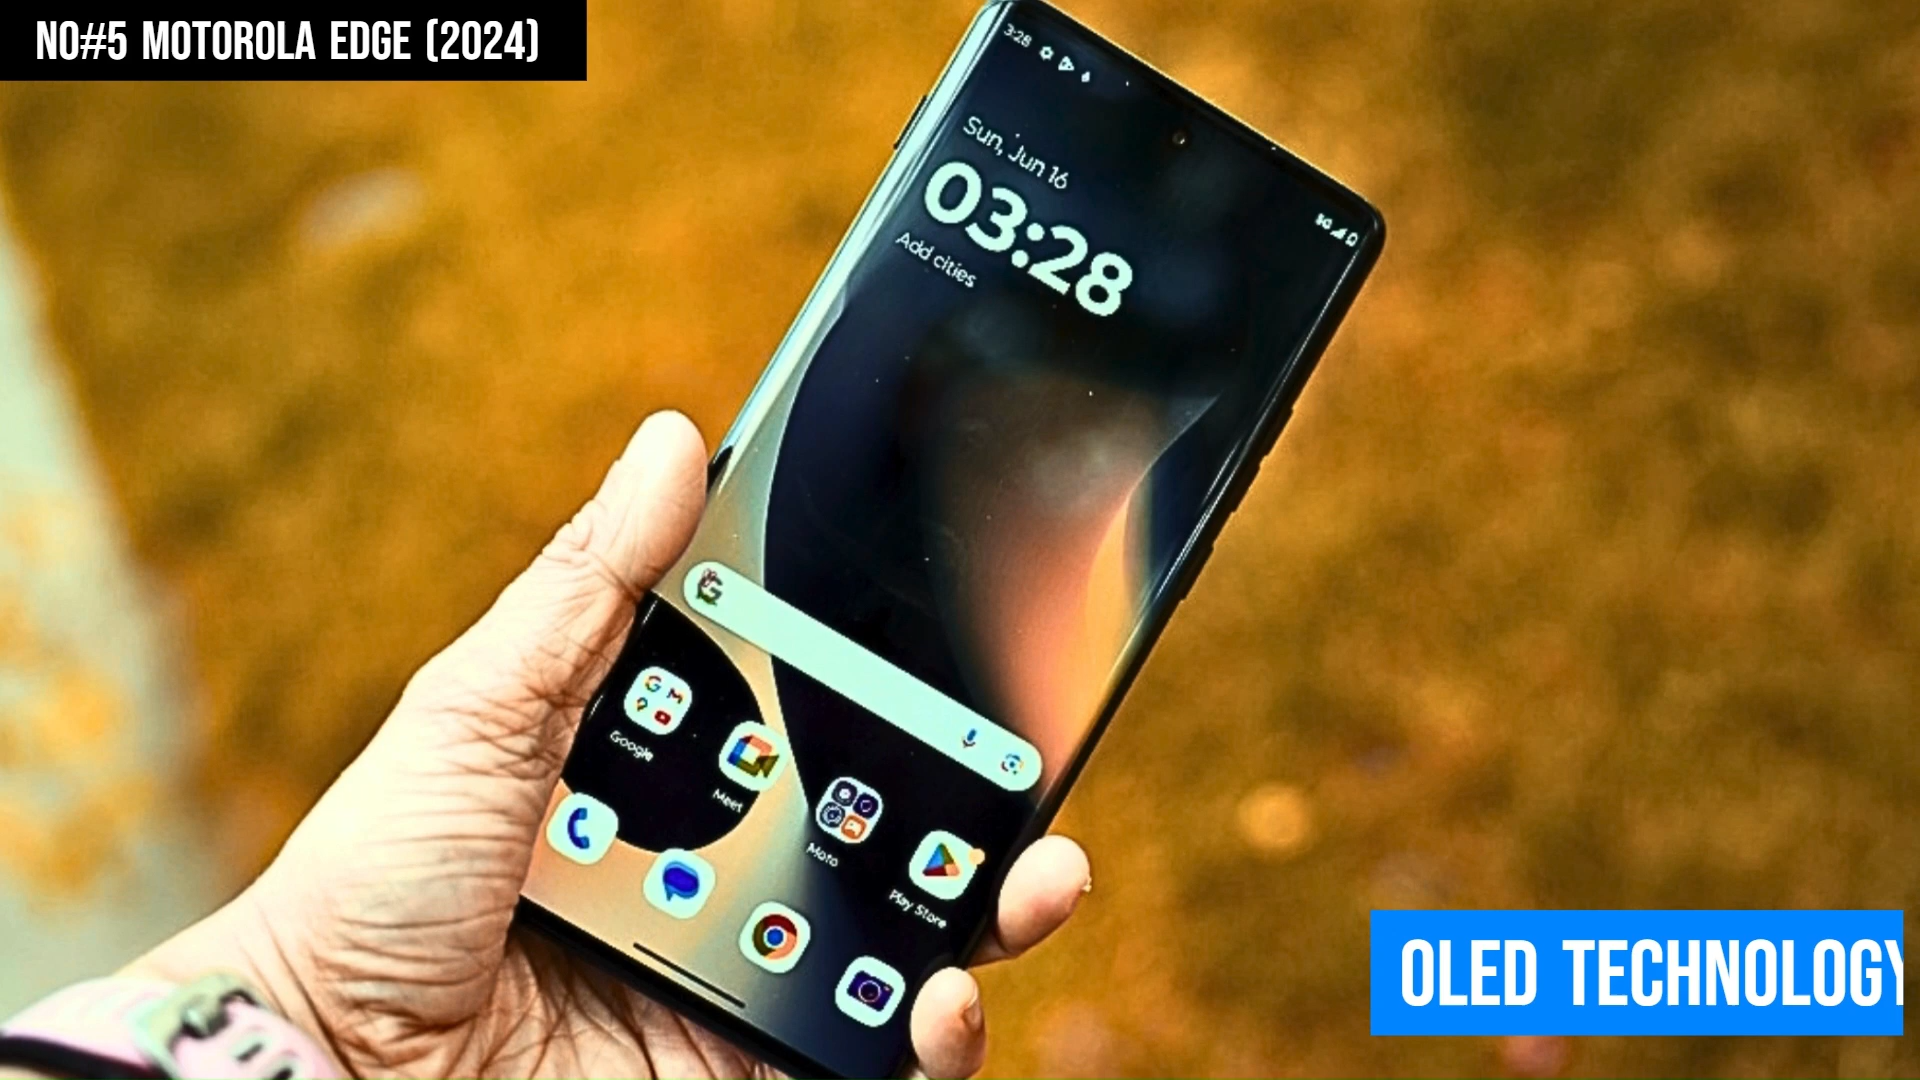 NO#5 MOTOROLA EDGE (2024)
3:28
5G
Sun, Jun 16
03:28
Add cities
G
Google
Meet
Moto
Play Store
OLED TECHNOLOGY